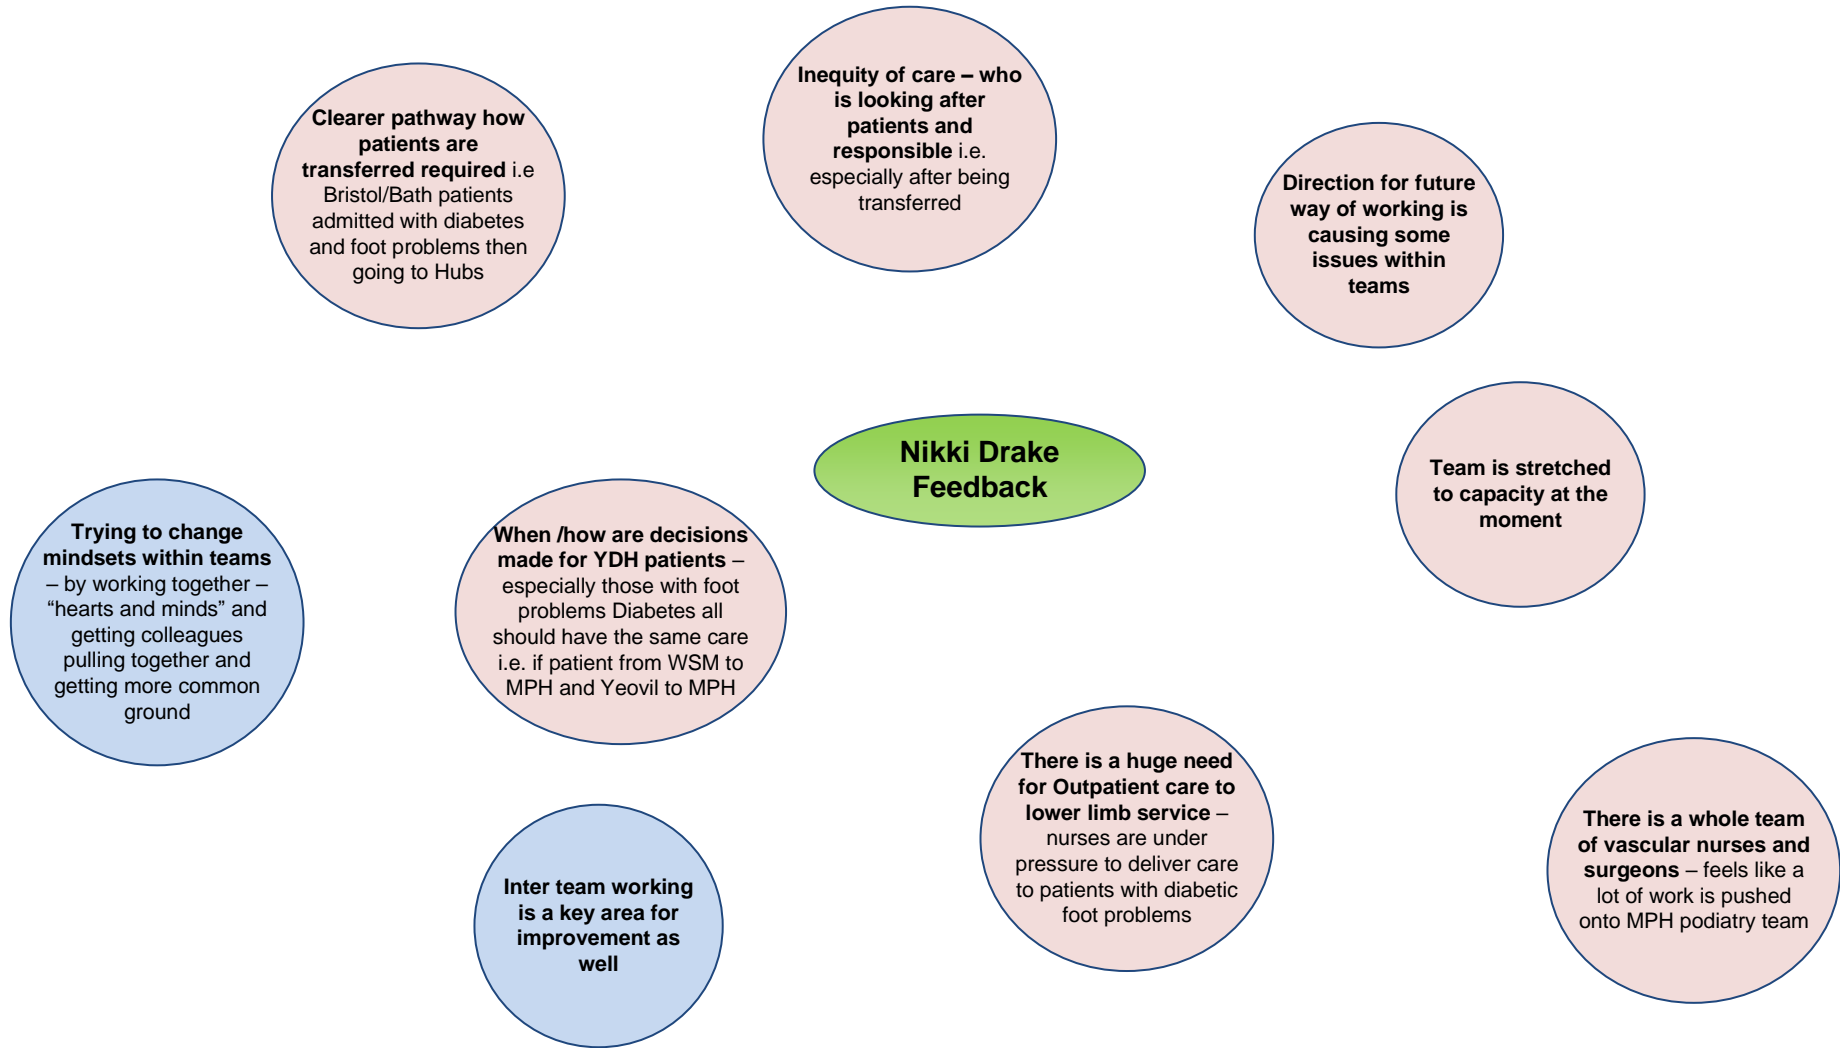 Inequity of care – who
is looking after
patients and
responsible i.e.
especially after being
transferred
Clearer pathway how
patients are
transferred required i.e
Bristol/Bath patients
admitted with diabetes
and foot problems then
going to Hubs
Direction for future
way of working is
causing some
issues within
teams
Nikki Drake
Feedback
Team is stretched
to capacity at the
moment
Trying to change
mindsets within teams
– by working together –
“hearts and minds” and
getting colleagues
pulling together and
getting more common
ground
When /how are decisions
made for YDH patients –
especially those with foot
problems Diabetes all
should have the same care
i.e. if patient from WSM to
MPH and Yeovil to MPH
There is a huge need
for Outpatient care to
lower limb service –
nurses are under
pressure to deliver care
to patients with diabetic
foot problems
There is a whole team
of vascular nurses and
surgeons – feels like a
lot of work is pushed
onto MPH podiatry team
Inter team working
is a key area for
improvement as
well